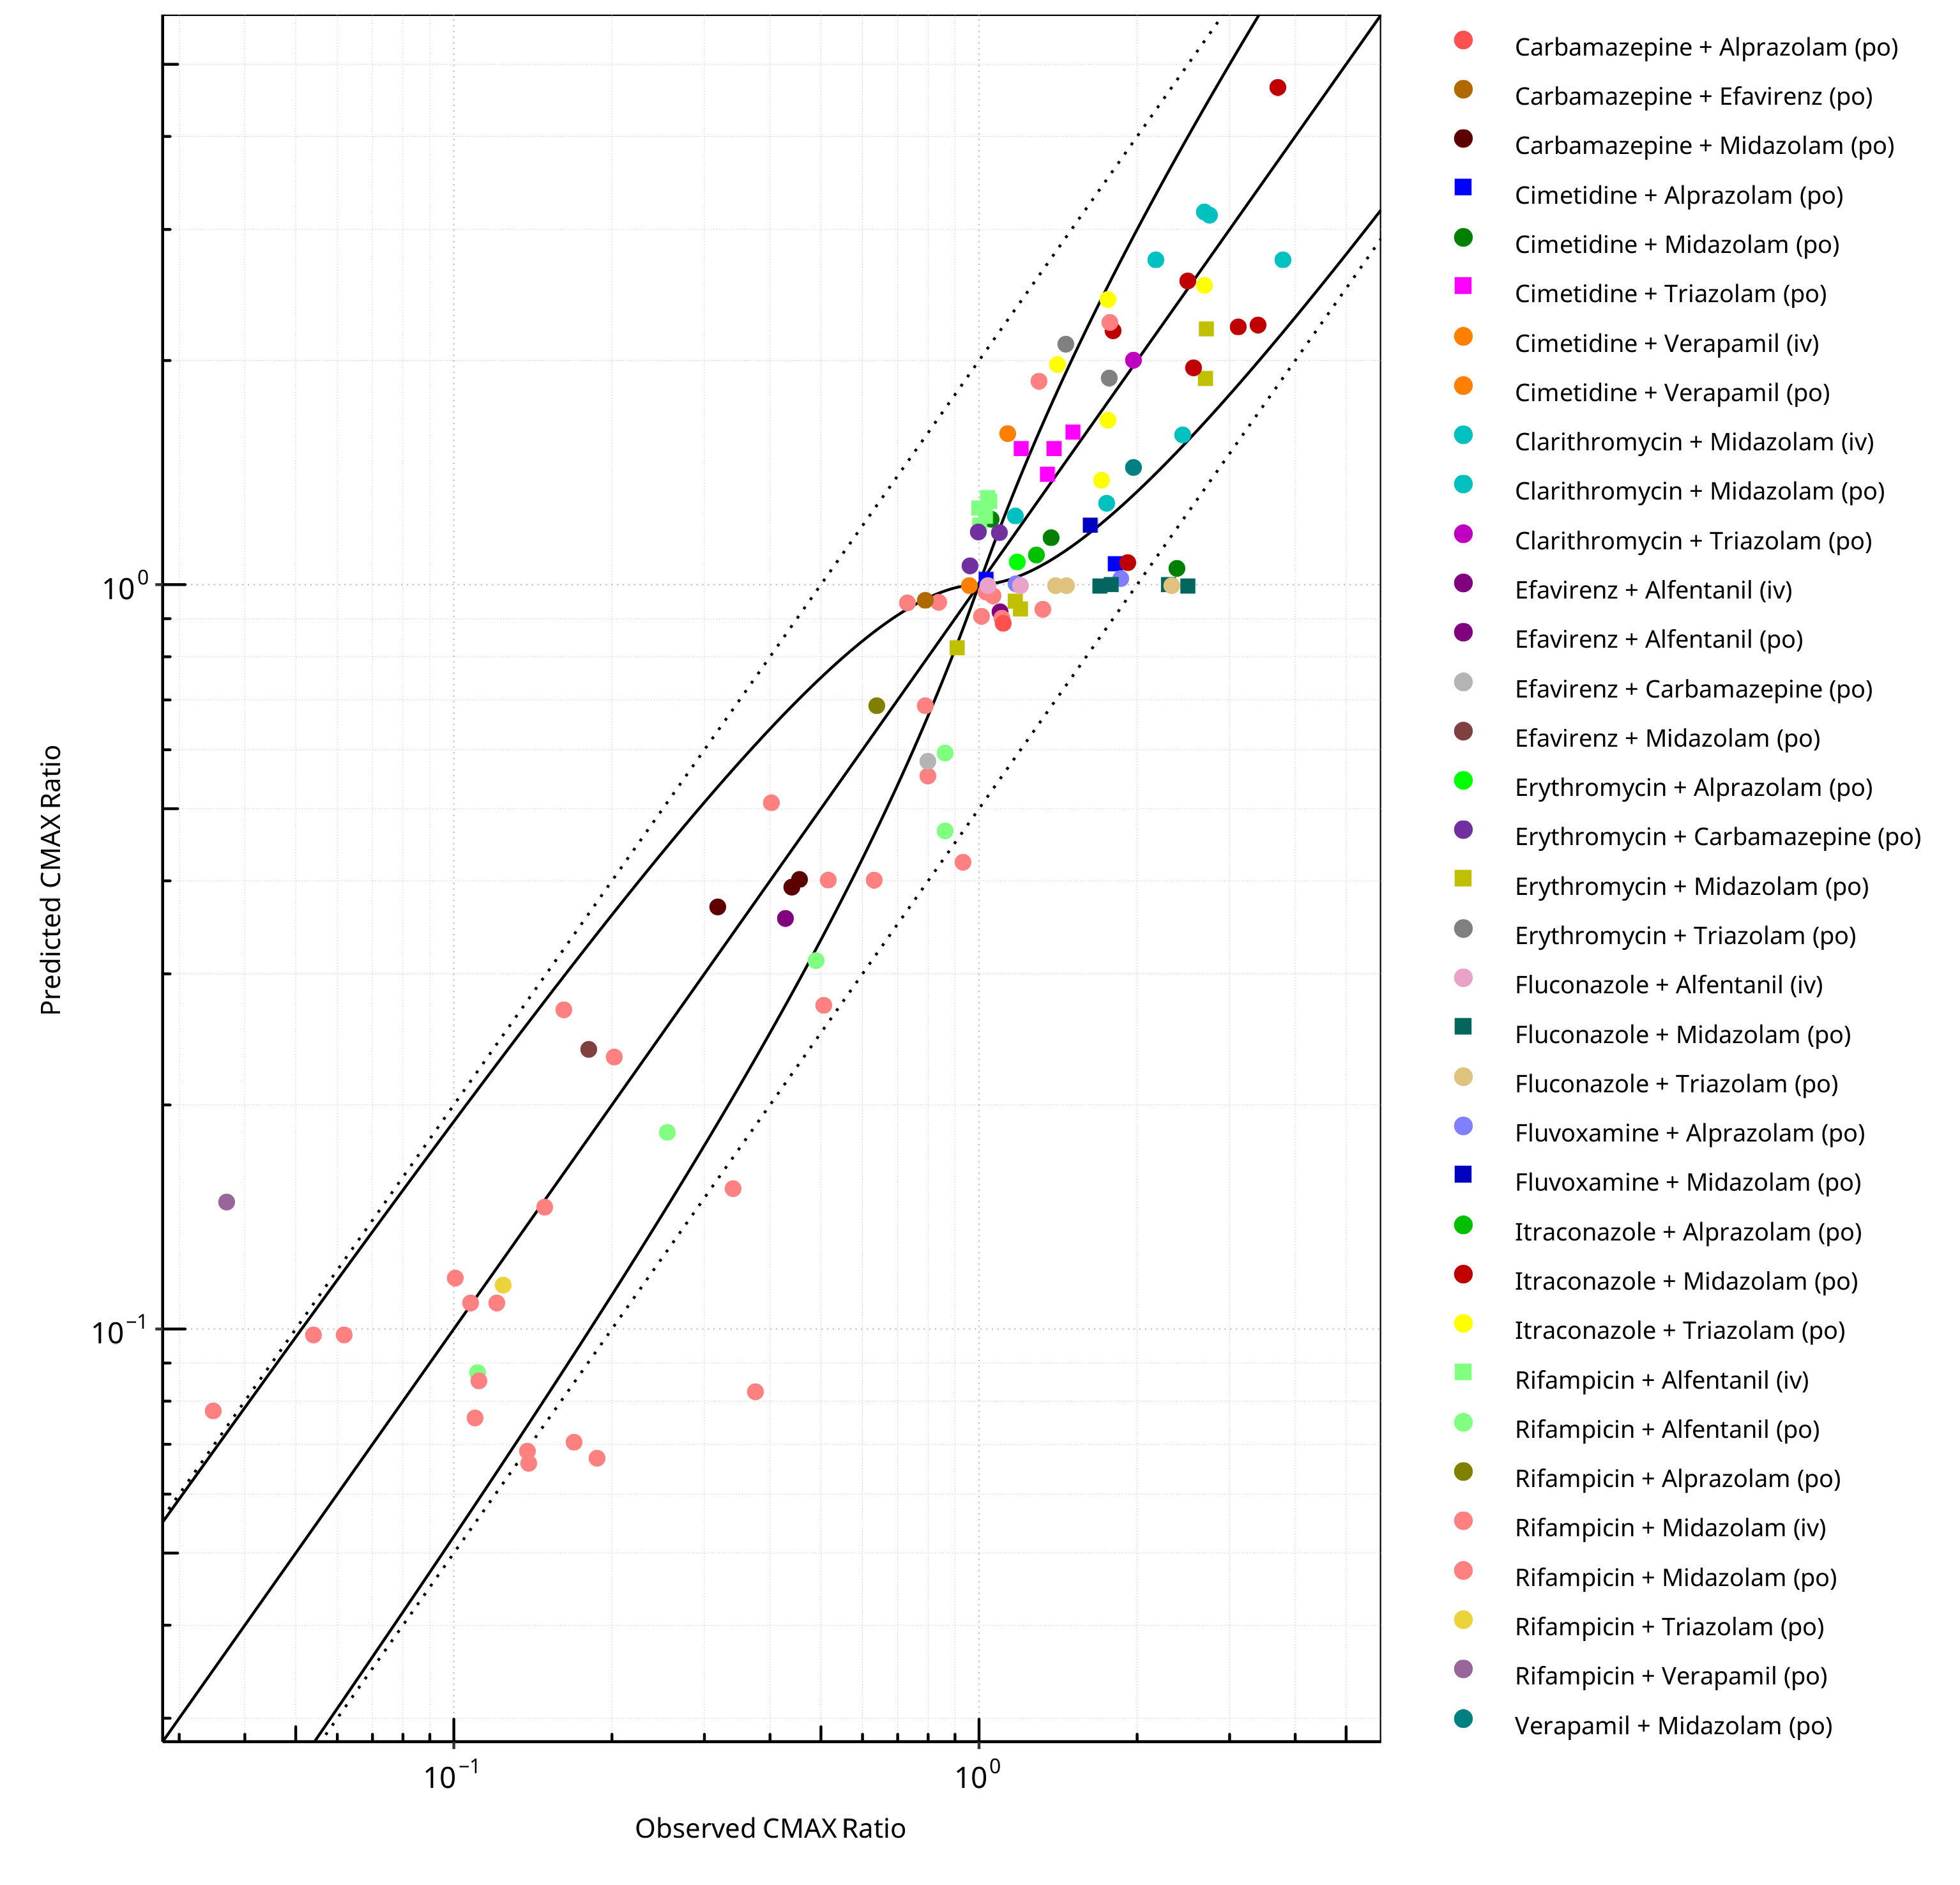 Carbamazepine + Alprazolam (po)
Carbamazepine + Efavirenz (po)
Carbamazepine + Midazolam (po)
Cimetidine + Alprazolam (po)
Cimetidine + Midazolam (po)
Cimetidine + Triazolam (po)
Cimetidine + Verapamil (iv)
Cimetidine + Verapamil (po)
Clarithromycin + Midazolam (iv)
Clarithromycin + Midazolam (po)
Clarithromycin + Triazolam (po)
Efavirenz + Alfentanil (iv)
Efavirenz + Alfentanil (po)
Efavirenz + Carbamazepine (po)
Efavirenz + Midazolam (po)
Erythromycin + Alprazolam (po)
Erythromycin + Carbamazepine (po)
Erythromycin + Midazolam (po)
Erythromycin + Triazolam (po)
Fluconazole + Alfentanil (iv)
Fluconazole + Midazolam (po)
Fluconazole + Triazolam (po)
Fluvoxamine + Alprazolam (po)
Fluvoxamine + Midazolam (po)
Itraconazole + Alprazolam (po)
Itraconazole + Midazolam (po)
Itraconazole + Triazolam (po)
Rifampicin + Alfentanil (iv)
Rifampicin + Alfentanil (po)
Rifampicin + Alprazolam (po)
Rifampicin + Midazolam (iv)
Rifampicin + Midazolam (po)
Rifampicin + Triazolam (po)
Rifampicin + Verapamil (po)
Verapamil + Midazolam (po)
Predicted CMAX Ratio
10⁰
10⁻¹
10⁻¹ 10⁰
Observed CMAX Ratio